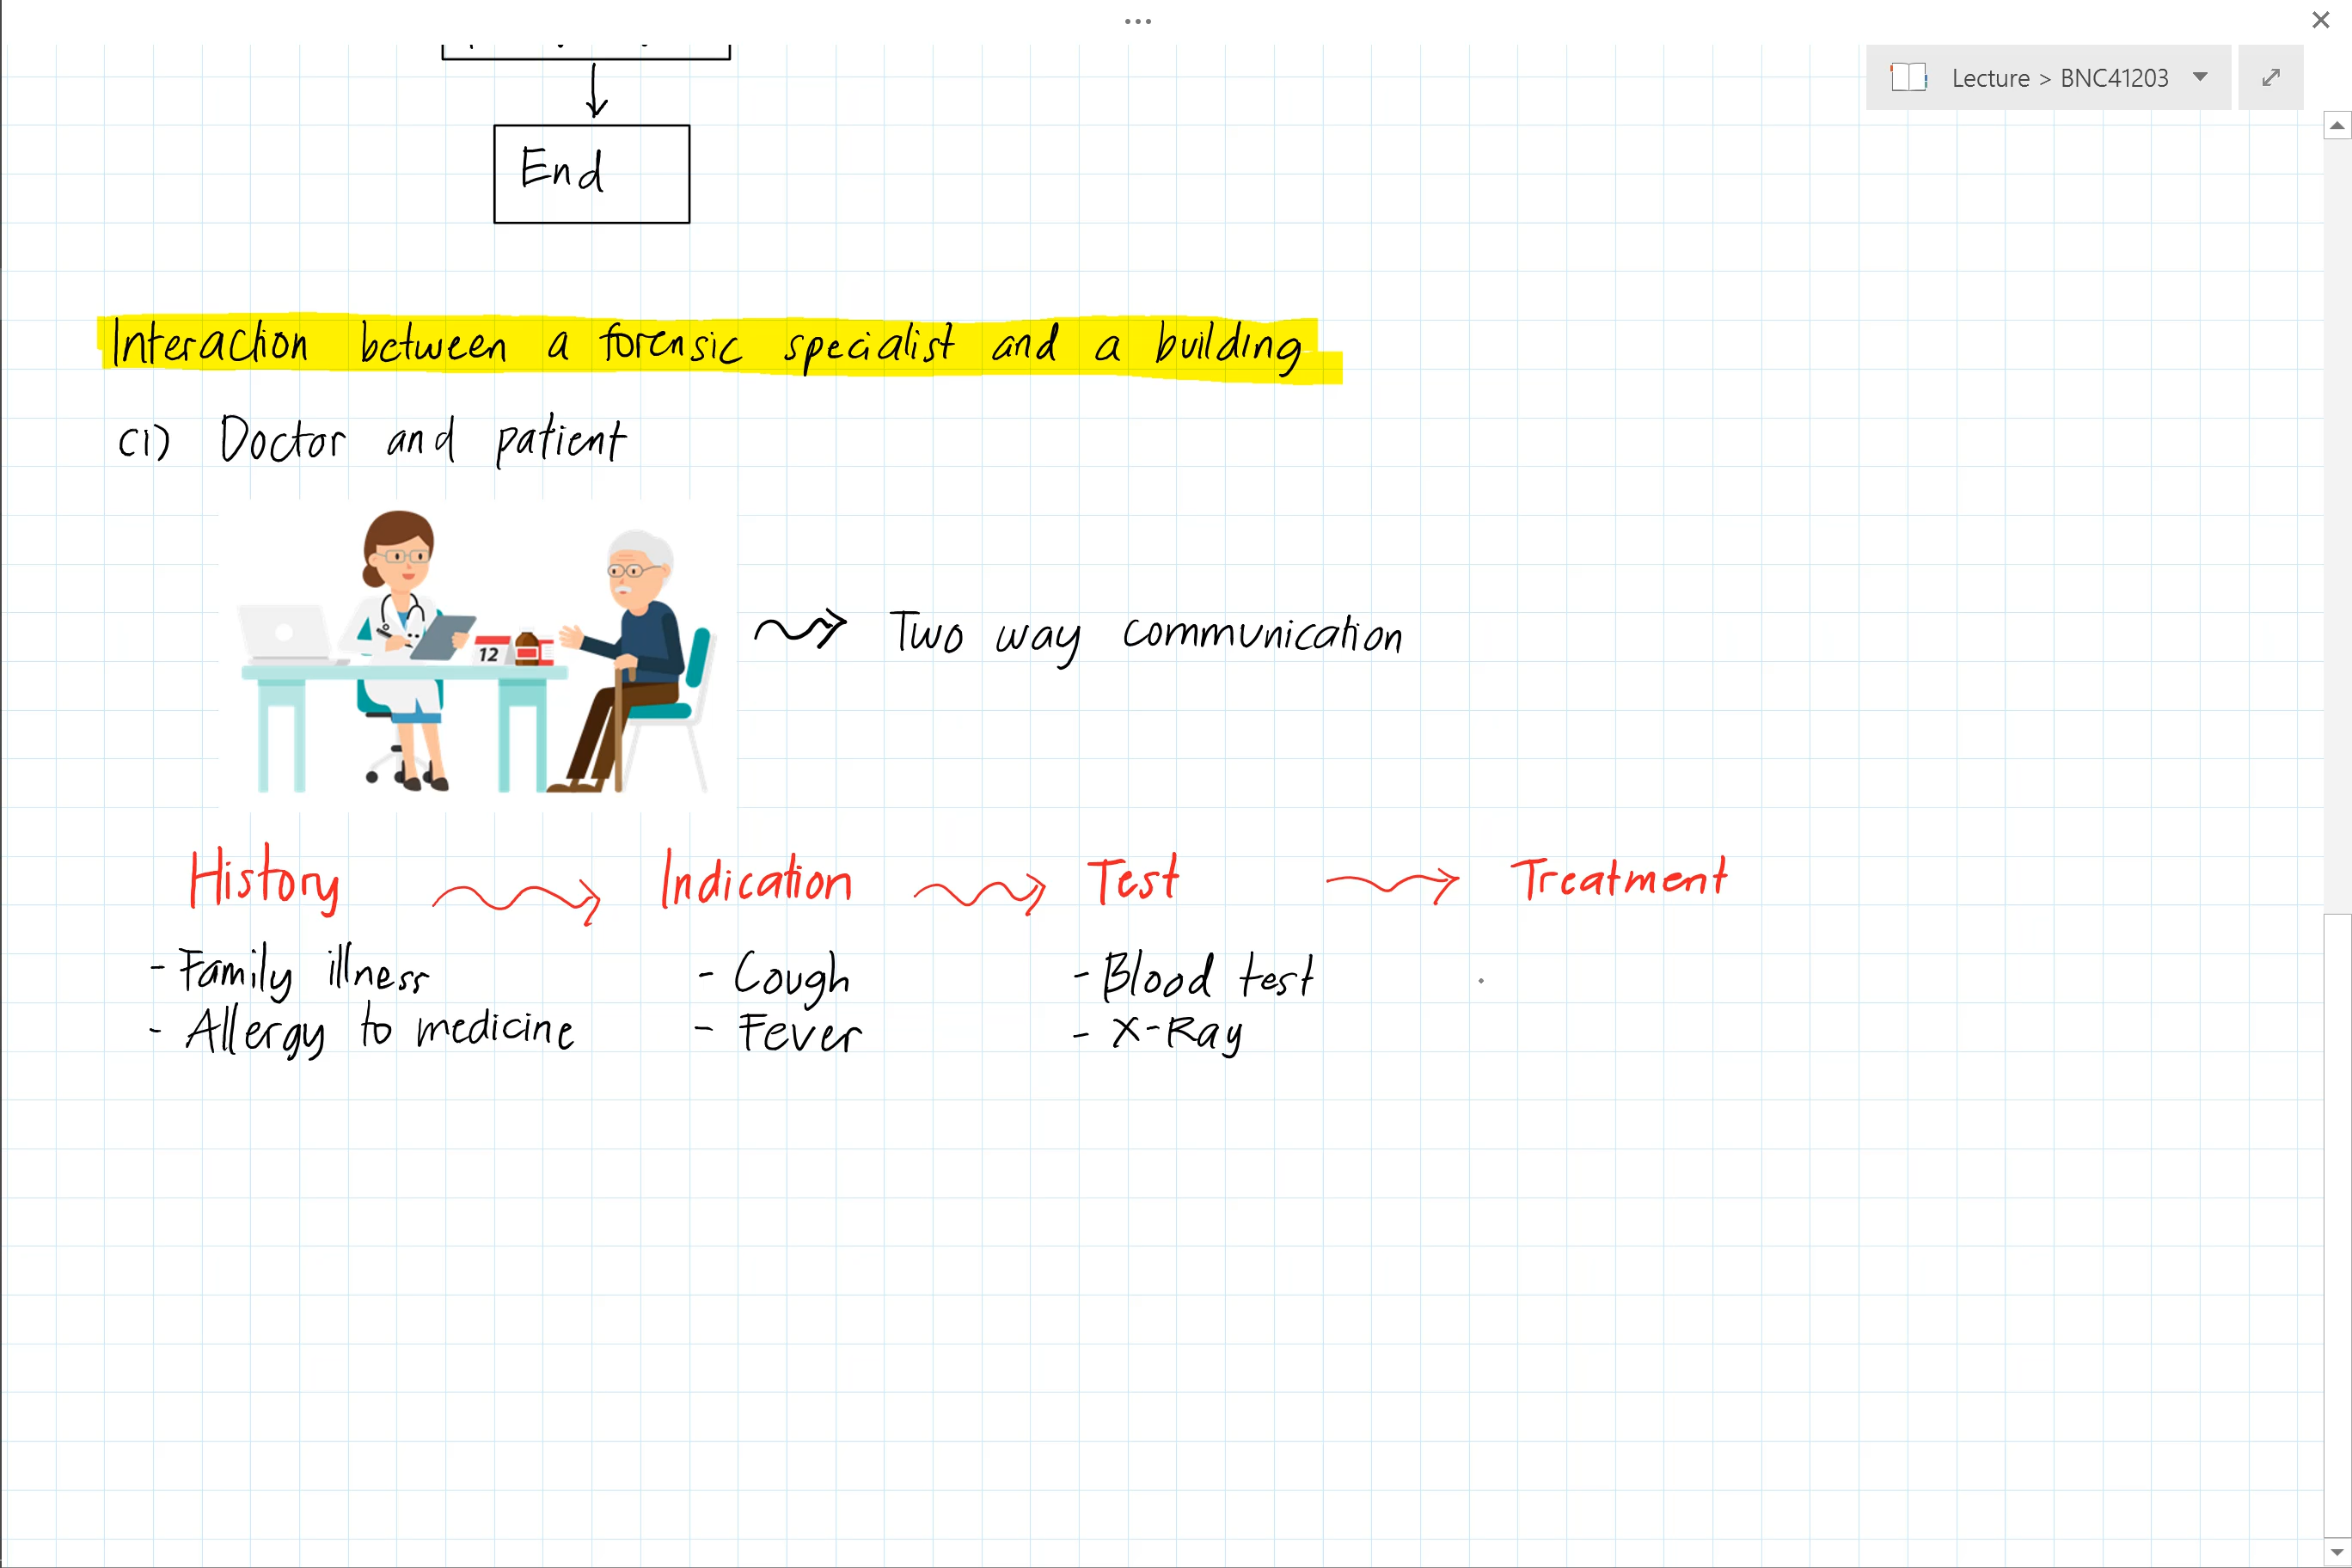 Lecture > BNC41203
End
Interaction between a forensic specialist and a building
(i) Doctor and patient
12
Two way communication
History
Indication
Test
Treatment
- Family illness
- Cough
- Blood test
- Allergy to medicine
- Fever
- X-Ray